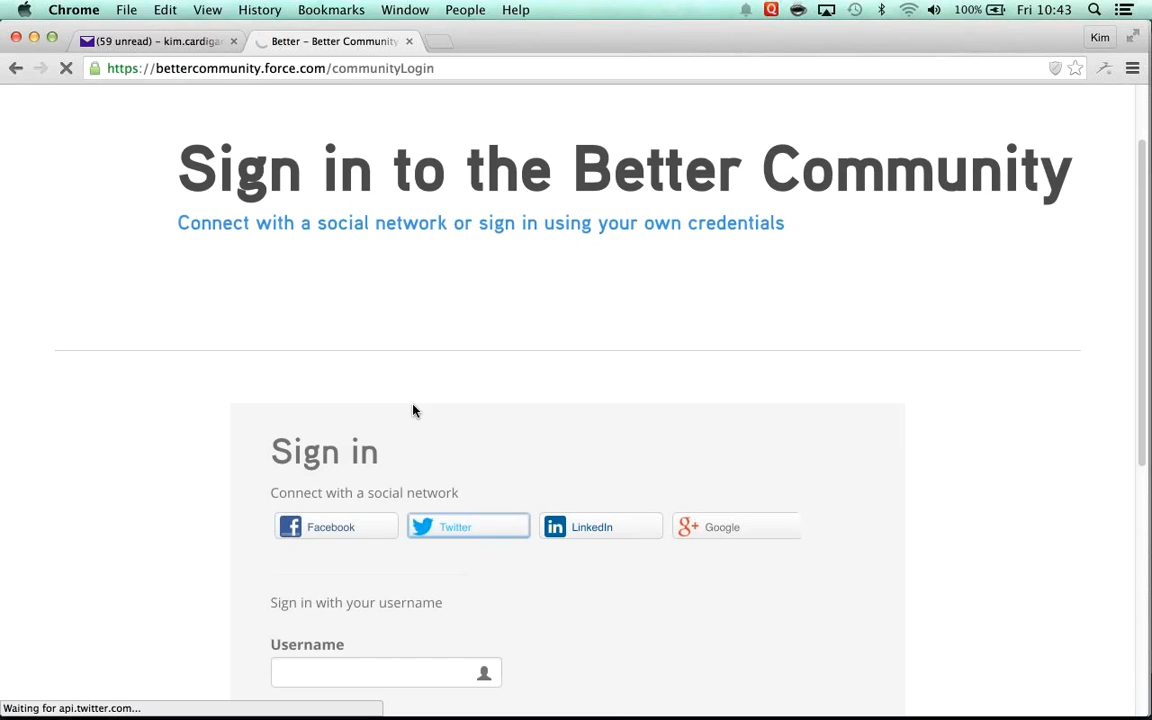 Chrome File Edit View History Bookmarks Window People Help 100% Fri 10:43
(59 unread) – kim.cardiga Better – Better Community Kim
https://bettercommunity.force.com/communityLogin
Sign in to the Better Community
Connect with a social network or sign in using your own credentials
Sign in
Connect with a social network
Facebook Twitter LinkedIn Google
Sign in with your username
Username
Waiting for api.twitter.com...